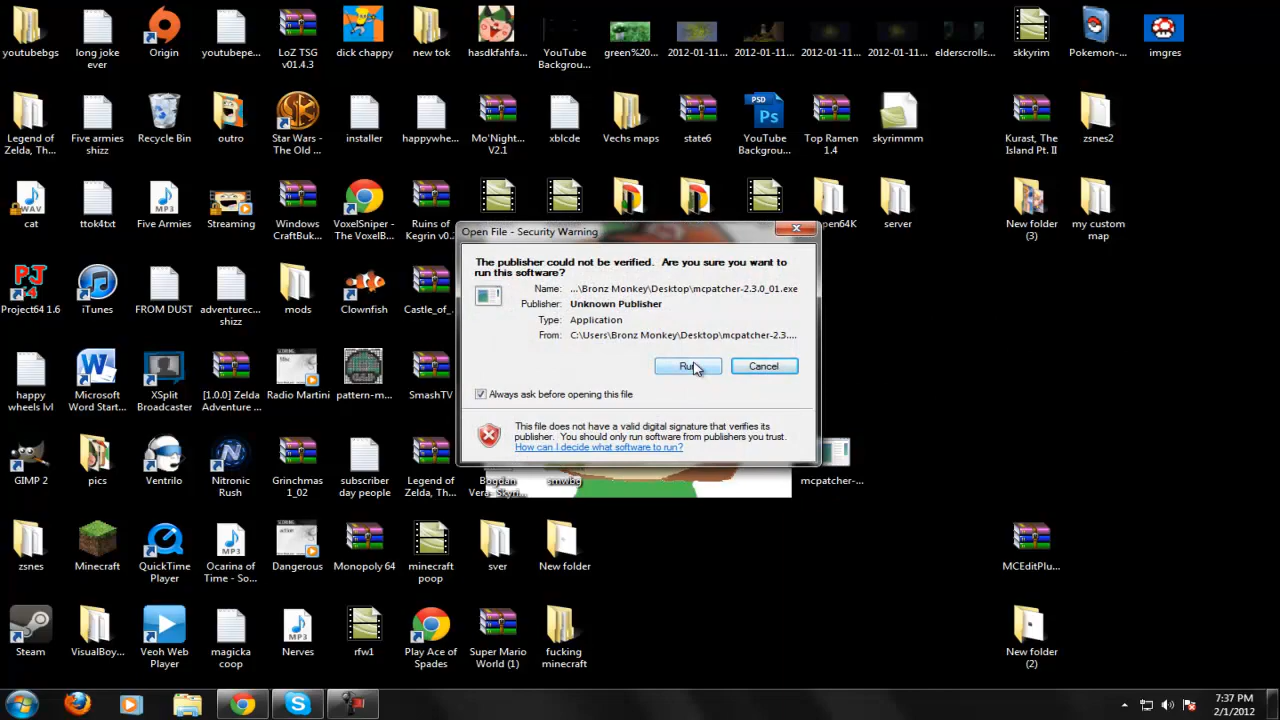 youtubebgs
long joke
ever
Origin
youtubepe...
LoZ TSG
v01.4.3
dick chappy
new tok
hasdkfahfa...
YouTube
Backgrou...
green%20...
2012-01-11...
2012-01-11...
2012-01-11...
elderscrolls...
skkyrim
Pokemon-...
imgres
Legend of
Zelda, Th...
Five armies
shizz
Recycle Bin
outro
Star Wars -
The Old ...
installer
happywhe...
Mo'Night...
V2.1
xblcde
Vechs maps
state6
PSD
Ps
YouTube
Backgrou...
Top Ramen
1.4
skyrimmm
Kurast, The
Island Pt. II
zsnes2
WAV
cat
ttok4txt
MP3
Five Armies
Streaming
Windows
CraftBuk...
VoxelSniper -
The VoxelB...
Ruins of
Kegrin v0....
open64K
server
New folder
(3)
my custom
map
Open File - Security Warning
The publisher could not be verified.  Are you sure you want to
run this software?
Name: ...\Bronz Monkey\Desktop\mcpatcher-2.3.0_01.exe
Publisher: Unknown Publisher
Type: Application
From: C:\Users\Bronz Monkey\Desktop\mcpatcher-2.3....
Run
Cancel
Always ask before opening this file
This file does not have a valid digital signature that verifies its
publisher.  You should only run software from publishers you trust.
How can I decide what software to run?
PJ
64
Project64 1.6
iTunes
FROM DUST
adventurec...
shizz
mods
Clownfish
Castle_of_...
happy
wheels lvl
Microsoft
Word Start...
XSplit
Broadcaster
[1.0.0] Zelda
Adventure ...
Radio Martini
pattern-m...
SmashTV
GIMP 2
pics
Ventrilo
Nitronic
Rush
Grinchmas
1_02
subscriber
day people
Legend of
Zelda, Th...
Bogdan
Vera_Skyri...
smwbg
mcpatcher-...
zsnes
Minecraft
QuickTime
Player
MP3
Ocarina of
Time - So...
Dangerous
Monopoly 64
minecraft
poop
sver
New folder
MCEditPlu...
Steam
VisualBoy...
Veoh Web
Player
magicka
coop
MP3
Nerves
rfw1
Play Ace of
Spades
Super Mario
World (1)
fucking
minecraft
New folder
(2)
7:37 PM
2/1/2012